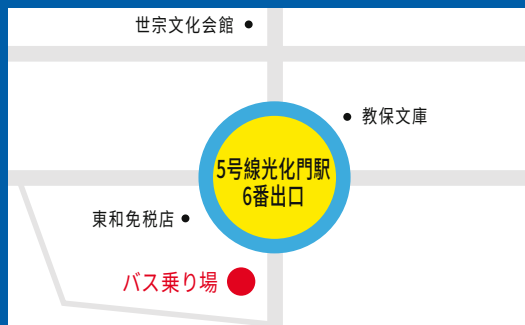 世宗文化会館
教保文庫
5号線光化門駅
6番出口
東和免税店
バス乗り場